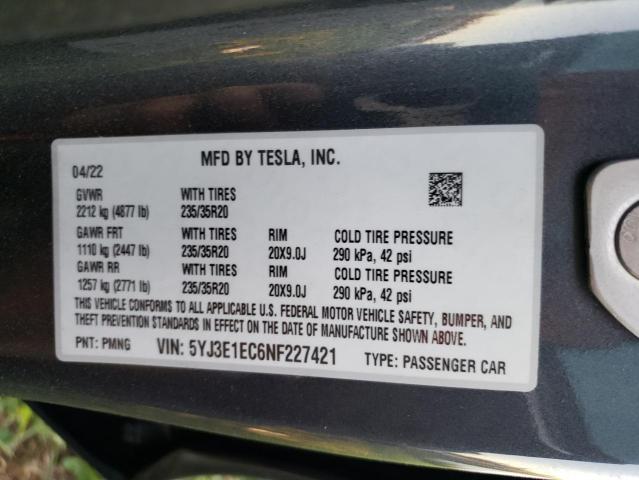 MFD BY TESLA, INC.
04/22
GVWR WITH TIRES
2212 kg (4877 lb) 235/35R20
GAWR FRT WITH TIRES RIM COLD TIRE PRESSURE
1110 kg (2447 lb) 235/35R20 20X9.0J 290 kPa, 42 psi
GAWR RR WITH TIRES RIM COLD TIRE PRESSURE
1257 kg (2771 lb) 235/35R20 20X9.0J 290 kPa, 42 psi
THIS VEHICLE CONFORMS TO ALL APPLICABLE U.S. FEDERAL MOTOR VEHICLE SAFETY, BUMPER, AND
THEFT PREVENTION STANDARDS IN EFFECT ON THE DATE OF MANUFACTURE SHOWN ABOVE.
PNT: PMNG VIN: 5YJ3E1EC6NF227421 TYPE: PASSENGER CAR